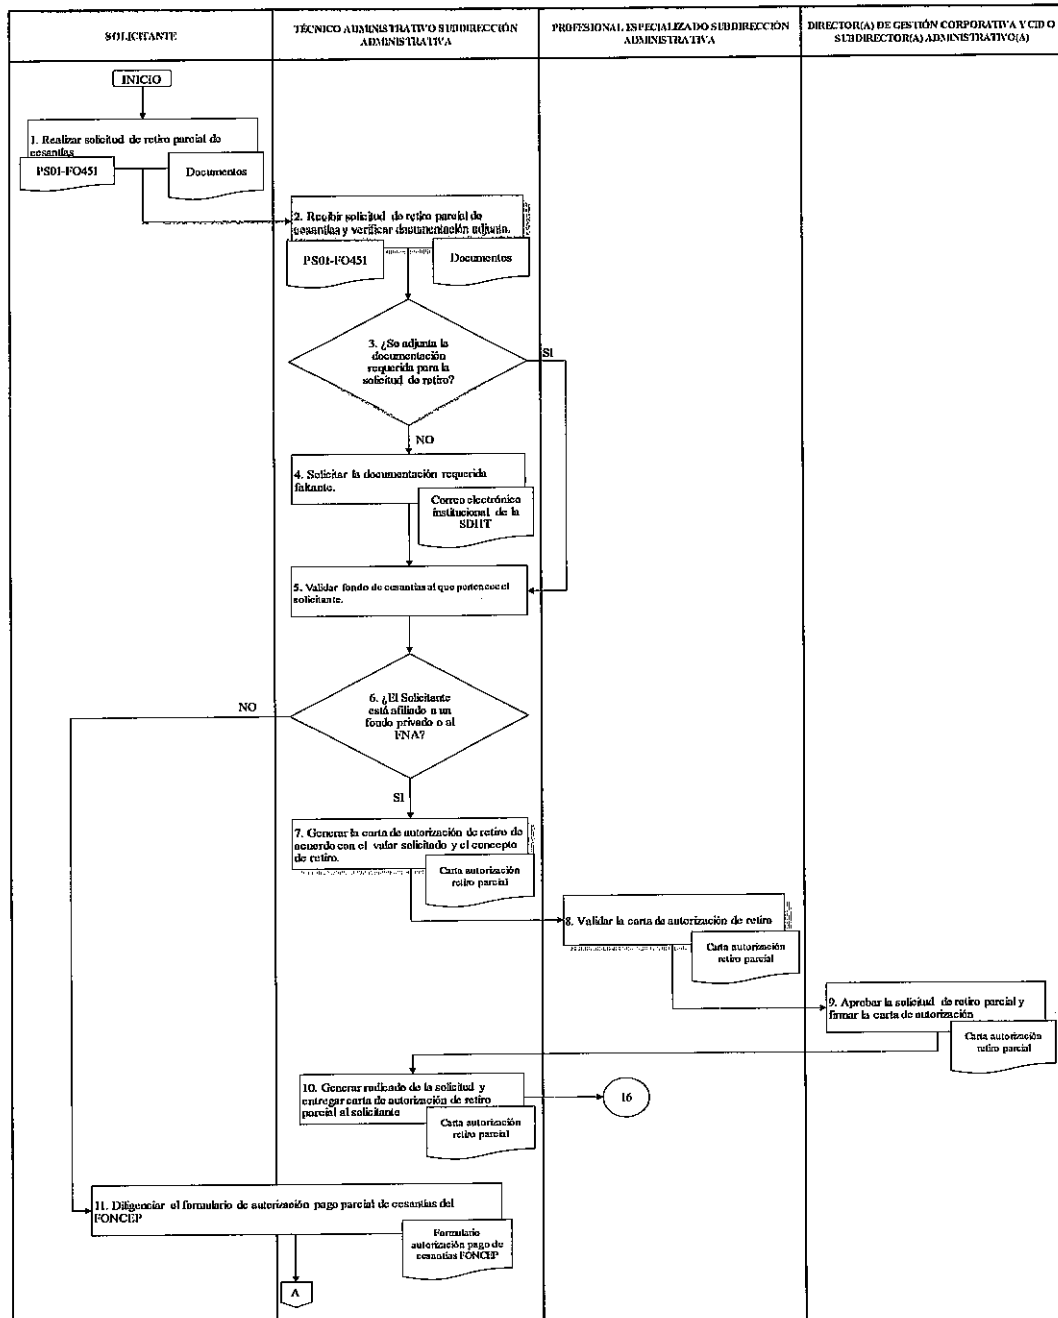 SOLICITANTE
TÉCNICO ADMINISTRATIVO SUBDIRECCIÓN
ADMINISTRATIVA
PROFESIONAL ESPECIALIZADO SUBDIRECCIÓN
ADMINISTRATIVA
DIRECTOR(A) DE GESTIÓN CORPORATIVA Y CID O
SUBDIRECTOR(A) ADMINISTRATIVO(A)
INICIO
1. Realizar solicitud de retiro parcial de
cesantías
PS01-FO451
Documentos
2. Recibir solicitud de retiro parcial de
cesantías y verificar documentación adjunta.
PS01-FO451
Documentos
3. ¿Se adjunta la
documentación
requerida para la
solicitud de retiro?
SI
NO
4. Solicitar la documentación requerida
faltante.
Correo electrónico
institucional de la
SDHT
5. Validar fondo de cesantías al que pertenece el
solicitante.
6. ¿El Solicitante
está afiliado a un
fondo privado o al
FNA?
NO
SI
7. Generar la carta de autorización de retiro de
acuerdo con el valor solicitado y el concepto
de retiro.
Carta autorización
retiro parcial
8. Validar la carta de autorización de retiro
Carta autorización
retiro parcial
9. Aprobar la solicitud de retiro parcial y
firmar la carta de autorización
Carta autorización
retiro parcial
10. Generar radicado de la solicitud y
entregar carta de autorización de retiro
parcial al solicitante
Carta autorización
retiro parcial
16
11. Diligenciar el formulario de autorización pago parcial de cesantías del
FONCEP
Formulario
autorización pago de
cesantías FONCEP
A